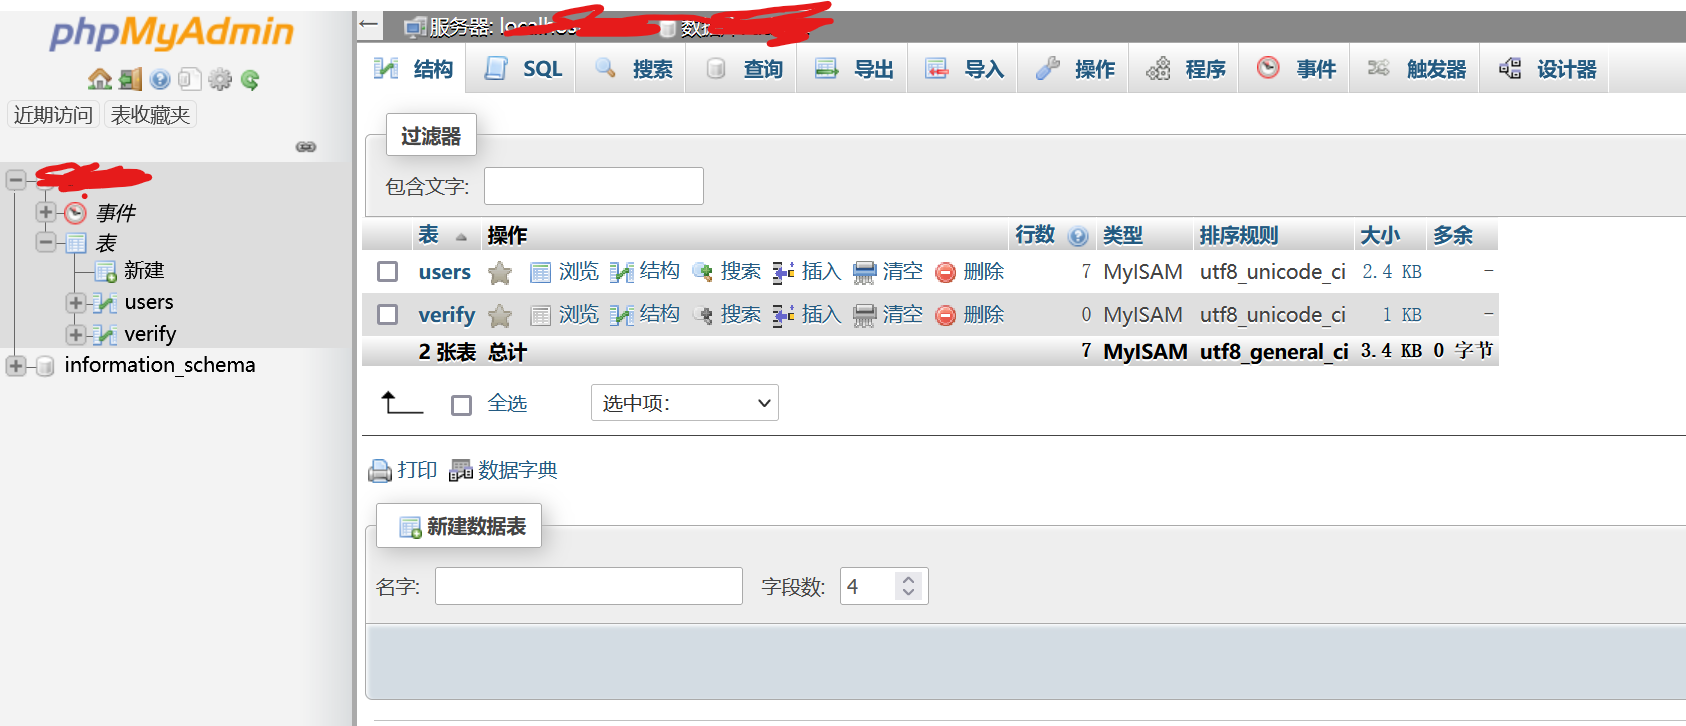 phpMyAdmin
近期访问 表收藏夹
事件
表
新建
users
verify
information_schema
服务器:
结构 SQL 搜索 查询 导出 导入 操作 程序 事件 触发器 设计器
过滤器
包含文字:
表 操作 行数 类型 排序规则 大小 多余
users 浏览 结构 搜索 插入 清空 删除 7 MyISAM utf8_unicode_ci 2.4 KB -
verify 浏览 结构 搜索 插入 清空 删除 0 MyISAM utf8_unicode_ci 1 KB -
2 张表 总计 7 MyISAM utf8_general_ci 3.4 KB 0 字节
全选 选中项:
打印 数据字典
新建数据表
名字: 字段数: 4